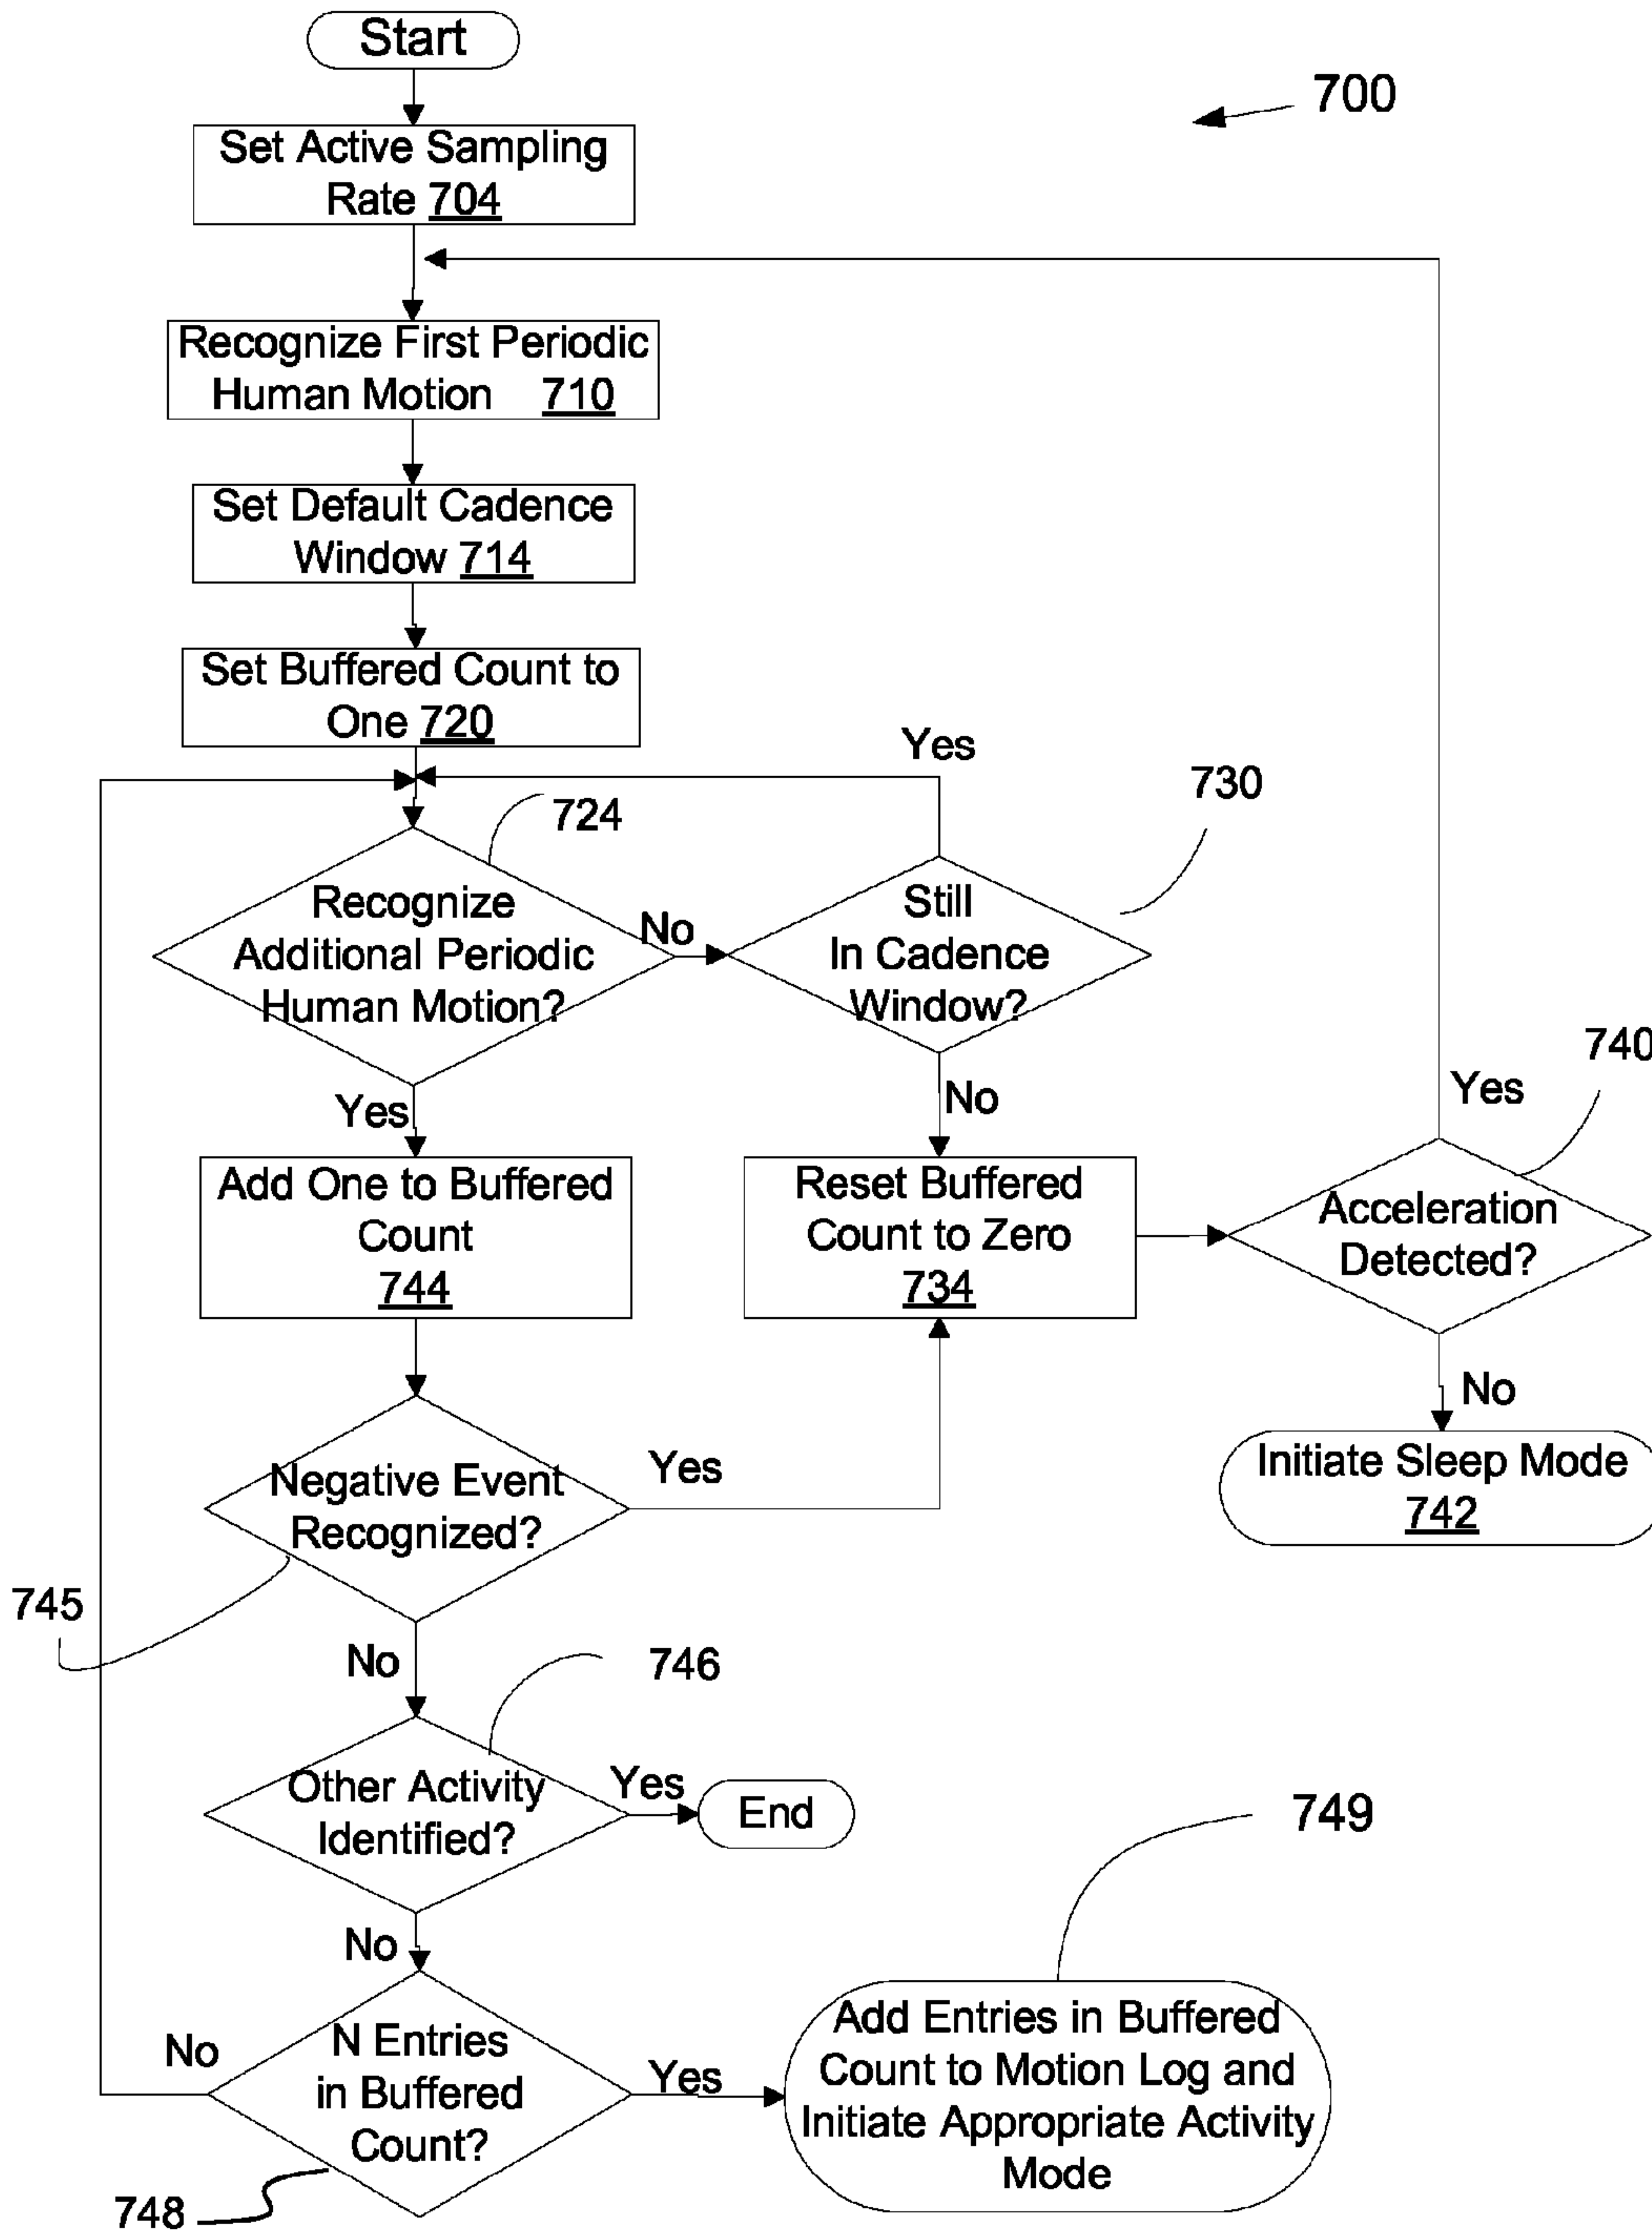 Start
700
Set Active Sampling
Rate 704
Recognize First Periodic
Human Motion 710
Set Default Cadence
Window 714
Set Buffered Count to
One 720
Yes
730
724
Recognize
Additional Periodic
Human Motion?
No
Still
In Cadence
Window?
740
Yes
Yes
No
Add One to Buffered
Count
744
Reset Buffered
Count to Zero
734
Acceleration
Detected?
No
Negative Event
Recognized?
Yes
Initiate Sleep Mode
742
745
No
746
Other Activity
Identified?
Yes
End
749
No
N Entries
in Buffered
Count?
No
Yes
Add Entries in Buffered
Count to Motion Log and
Initiate Appropriate Activity
Mode
748